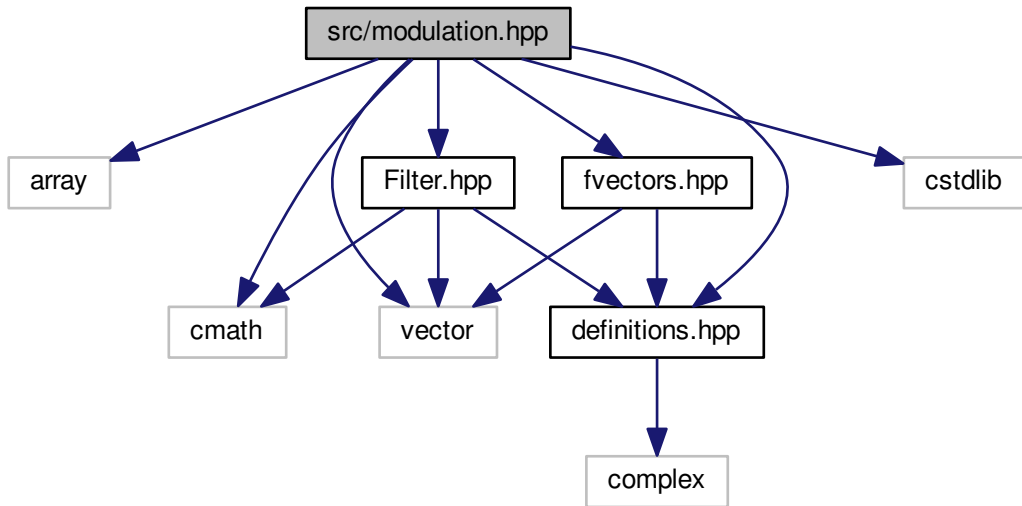 src/modulation.hpp
array
Filter.hpp
fvectors.hpp
cstdlib
cmath
vector
definitions.hpp
complex